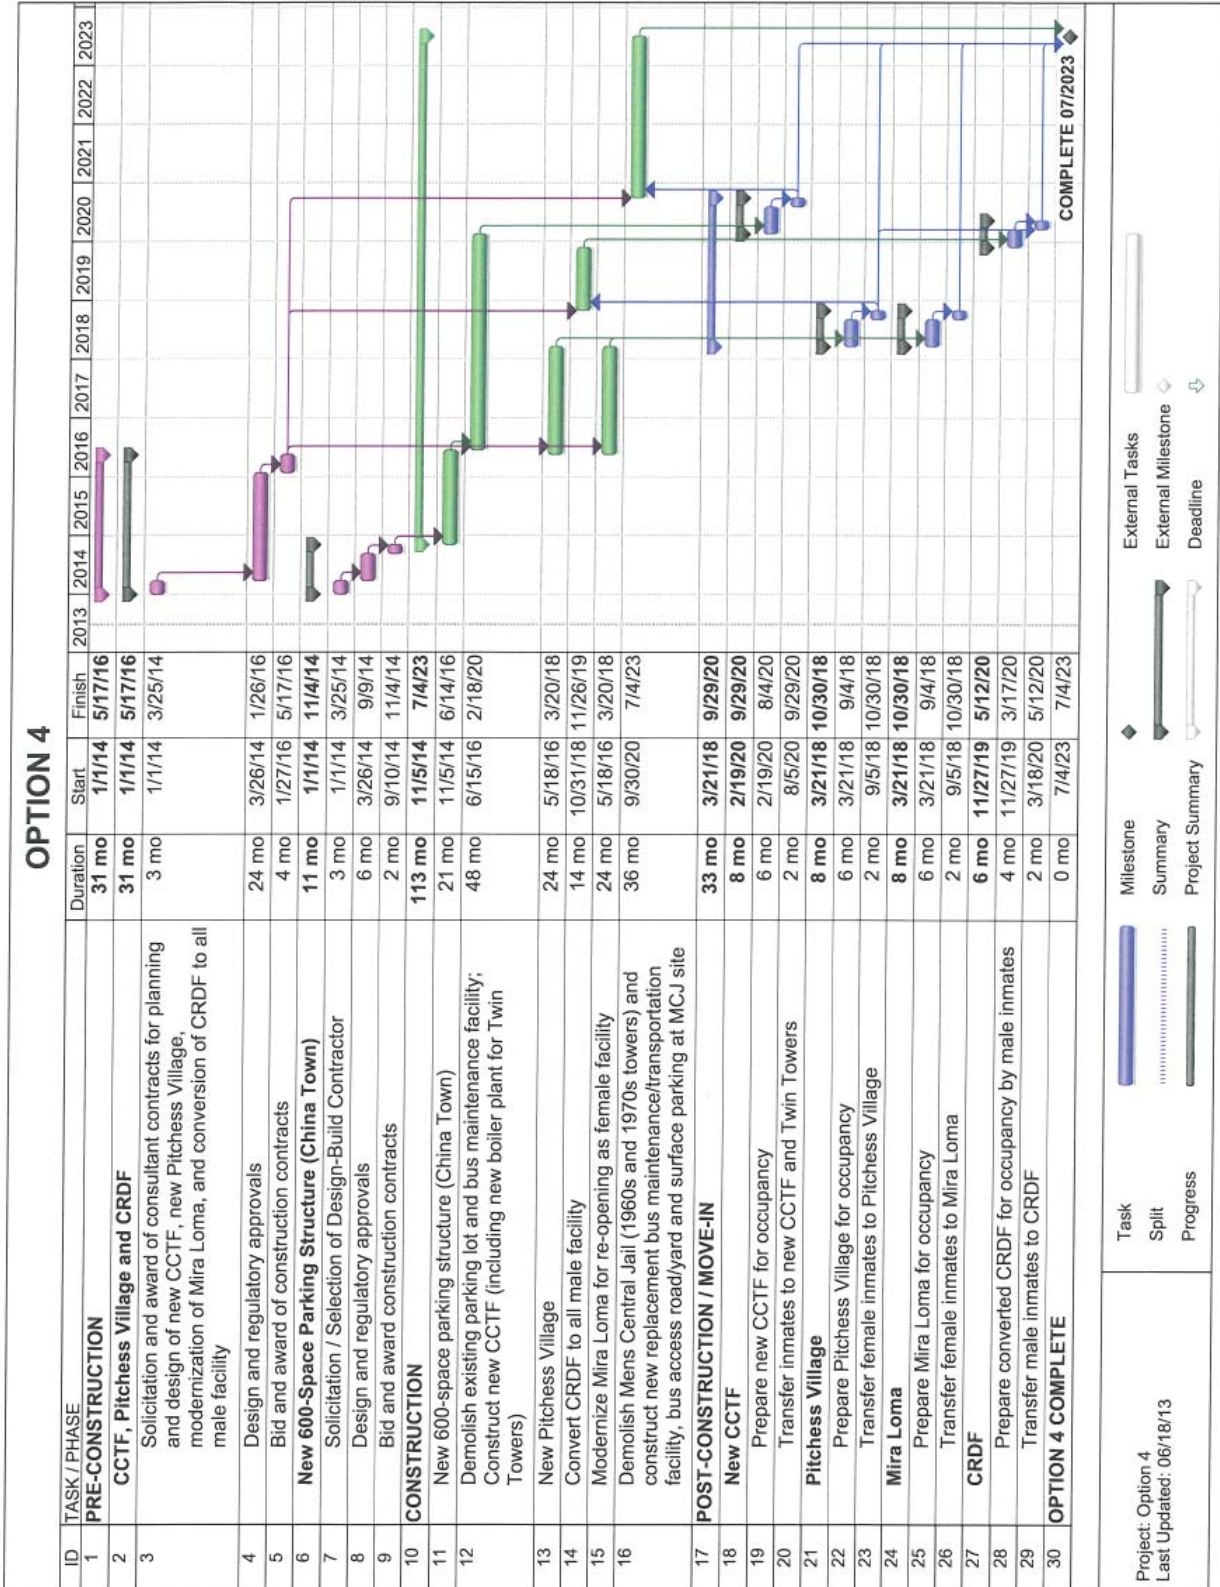 OPTION 4
ID TASK / PHASE Duration Start Finish 2013 2014 2015 2016 2017 2018 2019 2020 2021 2022 2023
1 PRE-CONSTRUCTION 31 mo 1/1/14 5/17/16
2 CCTF, Pitchess Village and CRDF 31 mo 1/1/14 5/17/16
3 Solicitation and award of consultant contracts for planning 3 mo 1/1/14 3/25/14
and design of new CCTF, new Pitchess Village,
modernization of Mira Loma, and conversion of CRDF to all
male facility
4 Design and regulatory approvals 24 mo 3/26/14 1/26/16
5 Bid and award of construction contracts 4 mo 1/27/16 5/17/16
6 New 600-Space Parking Structure (China Town) 11 mo 1/1/14 11/4/14
7 Solicitation / Selection of Design-Build Contractor 3 mo 1/1/14 3/25/14
8 Design and regulatory approvals 6 mo 3/26/14 9/9/14
9 Bid and award construction contracts 2 mo 9/10/14 11/4/14
10 CONSTRUCTION 113 mo 11/5/14 7/4/23
11 New 600-space parking structure (China Town) 21 mo 11/5/14 6/14/16
12 Demolish existing parking lot and bus maintenance facility; 48 mo 6/15/16 2/18/20
Construct new CCTF (including new boiler plant for Twin
Towers)
13 New Pitchess Village 24 mo 5/18/16 3/20/18
14 Convert CRDF to all male facility 14 mo 10/31/18 11/26/19
15 Modernize Mira Loma for re-opening as female facility 24 mo 5/18/16 3/20/18
16 Demolish Mens Central Jail (1960s and 1970s towers) and 36 mo 9/30/20 7/4/23
construct new replacement bus maintenance/transportation
facility, bus access road/yard and surface parking at MCJ site
17 POST-CONSTRUCTION / MOVE-IN 33 mo 3/21/18 9/29/20
18 New CCTF 8 mo 2/19/20 9/29/20
19 Prepare new CCTF for occupancy 6 mo 2/19/20 8/4/20
20 Transfer inmates to new CCTF and Twin Towers 2 mo 8/5/20 9/29/20
21 Pitchess Village 8 mo 3/21/18 10/30/18
22 Prepare Pitchess Village for occupancy 6 mo 3/21/18 9/4/18
23 Transfer female inmates to Pitchess Village 2 mo 9/5/18 10/30/18
24 Mira Loma 8 mo 3/21/18 10/30/18
25 Prepare Mira Loma for occupancy 6 mo 3/21/18 9/4/18
26 Transfer female inmates to Mira Loma 2 mo 9/5/18 10/30/18
27 CRDF 6 mo 11/27/19 5/12/20
28 Prepare converted CRDF for occupancy by male inmates 4 mo 11/27/19 3/17/20
29 Transfer male inmates to CRDF 2 mo 3/18/20 5/12/20
30 OPTION 4 COMPLETE 0 mo 7/4/23 7/4/23 COMPLETE 07/2023
Project: Option 4
Last Updated: 06/18/13
Task Milestone External Tasks
Split Summary External Milestone
Progress Project Summary Deadline